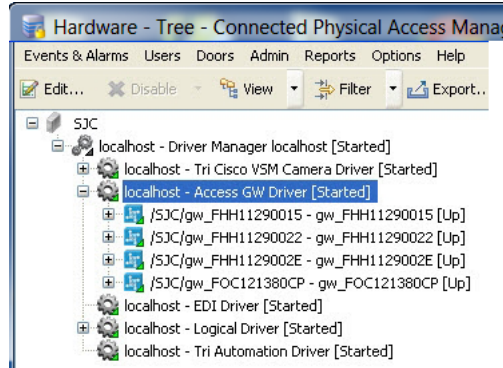 Hardware - Tree - Connected Physical Access Mana
Events & Alarms Users Doors Admin Reports Options Help
Edit... Disable View Filter Export..
SJC
localhost - Driver Manager localhost [Started]
localhost - Tri Cisco VSM Camera Driver [Started]
localhost - Access GW Driver [Started]
/SJC/gw_FHH11290015 - gw_FHH11290015 [Up]
/SJC/gw_FHH11290022 - gw_FHH11290022 [Up]
/SJC/gw_FHH1129002E - gw_FHH1129002E [Up]
/SJC/gw_FOC121380CP - gw_FOC121380CP [Up]
localhost - EDI Driver [Started]
localhost - Logical Driver [Started]
localhost - Tri Automation Driver [Started]